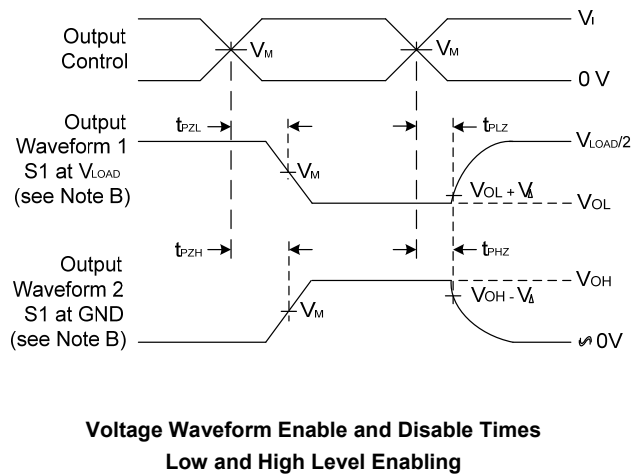 Output
Control
VM
VM
VI
0 V
Output
Waveform 1
S1 at VLOAD
(see Note B)
tPZL
tPLZ
VLOAD/2
VM
VOL + VΔ
VOL
Output
Waveform 2
S1 at GND
(see Note B)
tPZH
tPHZ
VOH
VM
VOH - VΔ
∽0V
Voltage Waveform Enable and Disable Times
Low and High Level Enabling